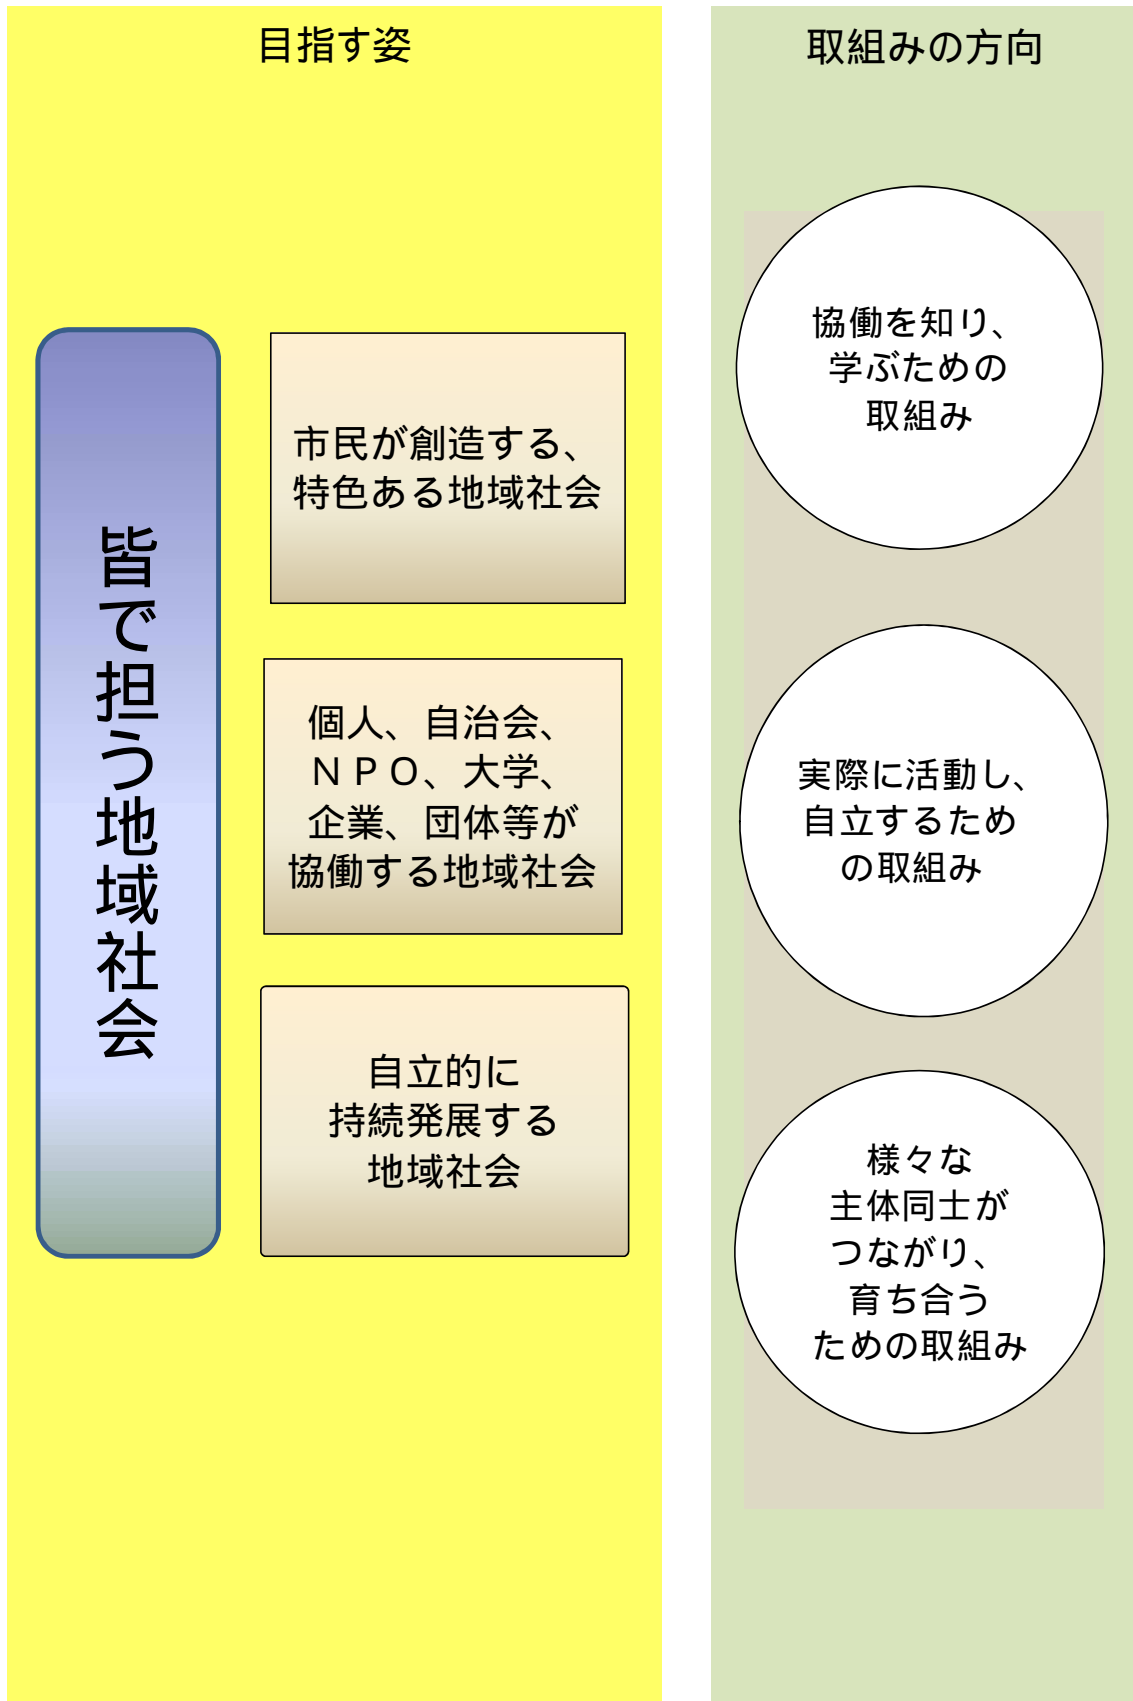 目指す姿
皆で担う地域社会
市民が創造する、
特色ある地域社会
個人、自治会、
ＮＰＯ、大学、
企業、団体等が
協働する地域社会
自立的に
持続発展する
地域社会
取組みの方向
協働を知り、
学ぶための
取組み
実際に活動し、
自立するため
の取組み
様々な
主体同士が
つながり、
育ち合う
ための取組み